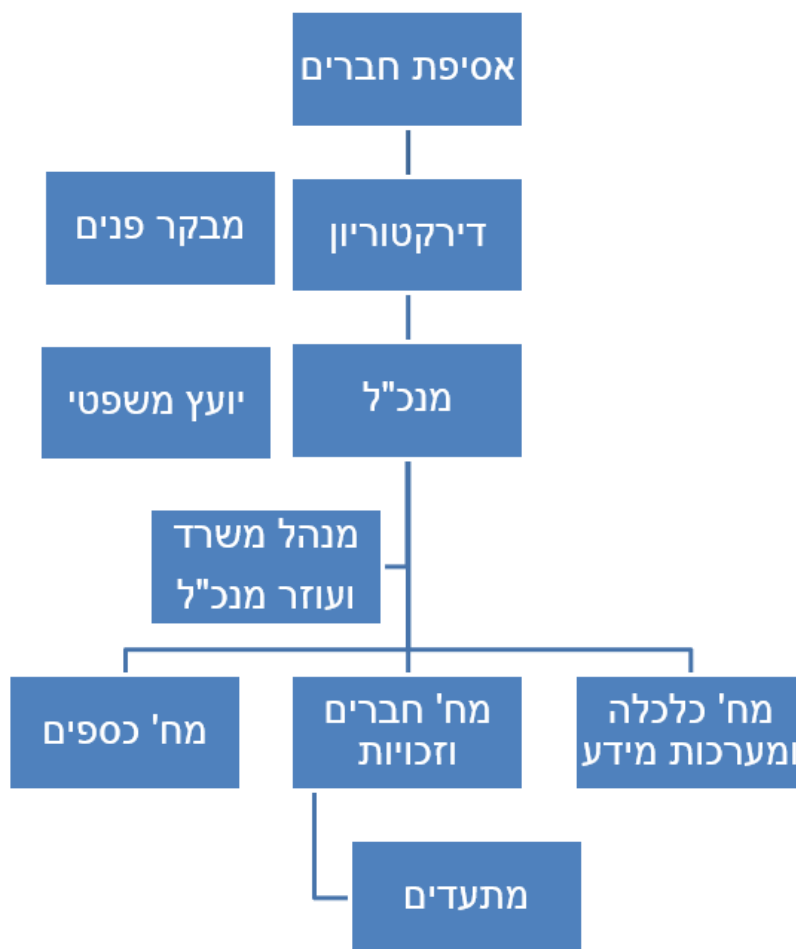 אסיפת חברים
דירקטוריון
מבקר פנים
מנכ"ל
יועץ משפטי
מנהל משרד
ועוזר מנכ"ל
מח' כלכלה
ומערכות מידע
מח' חברים
וזכויות
מח' כספים
מתעדים